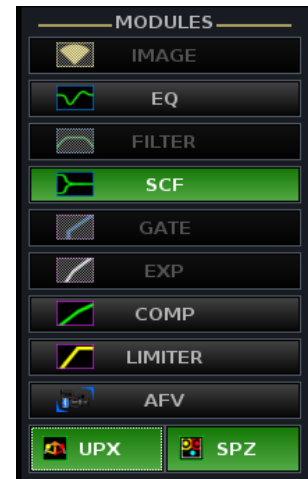 MODULES
IMAGE
EQ
FILTER
SCF
GATE
EXP
COMP
LIMITER
AFV
UPX SPZ